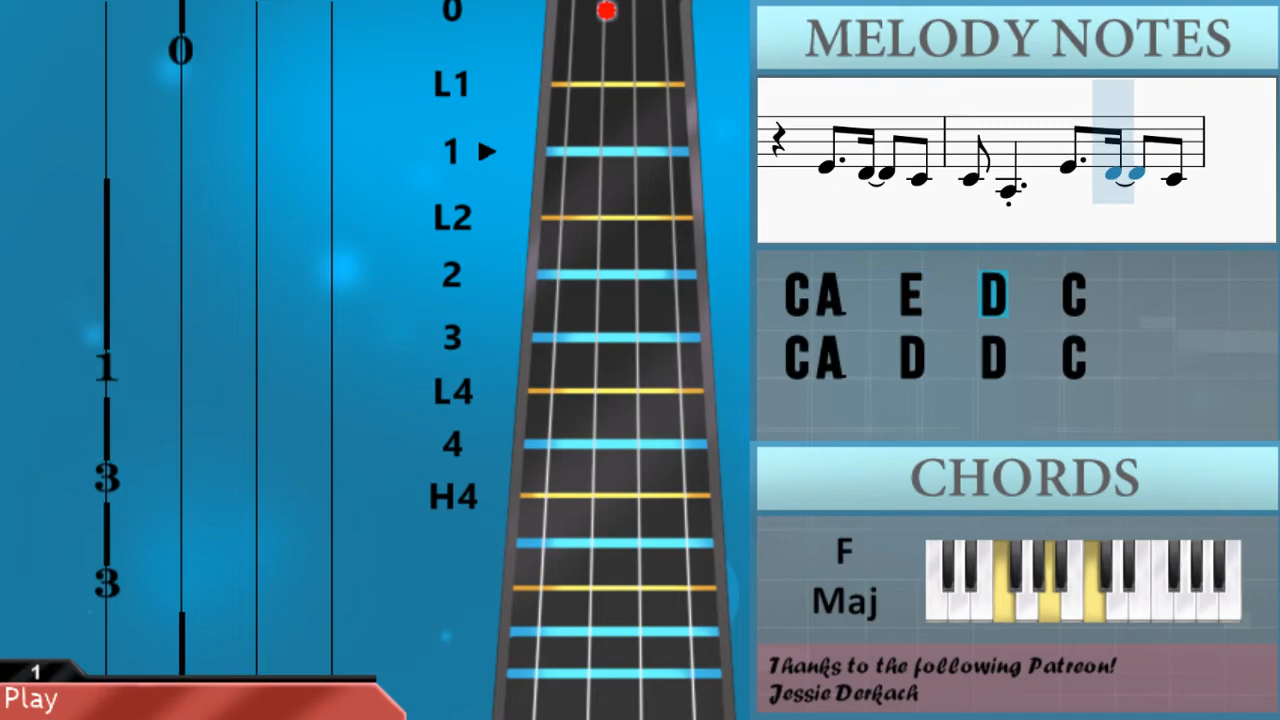 0
1
3
3
1
Play
0
L1
1
L2
2
3
L4
4
H4
MELODY NOTES
CA E D C
CA D D C
CHORDS
F
Maj
Thanks to the following Patreon!
Jessie Derkach